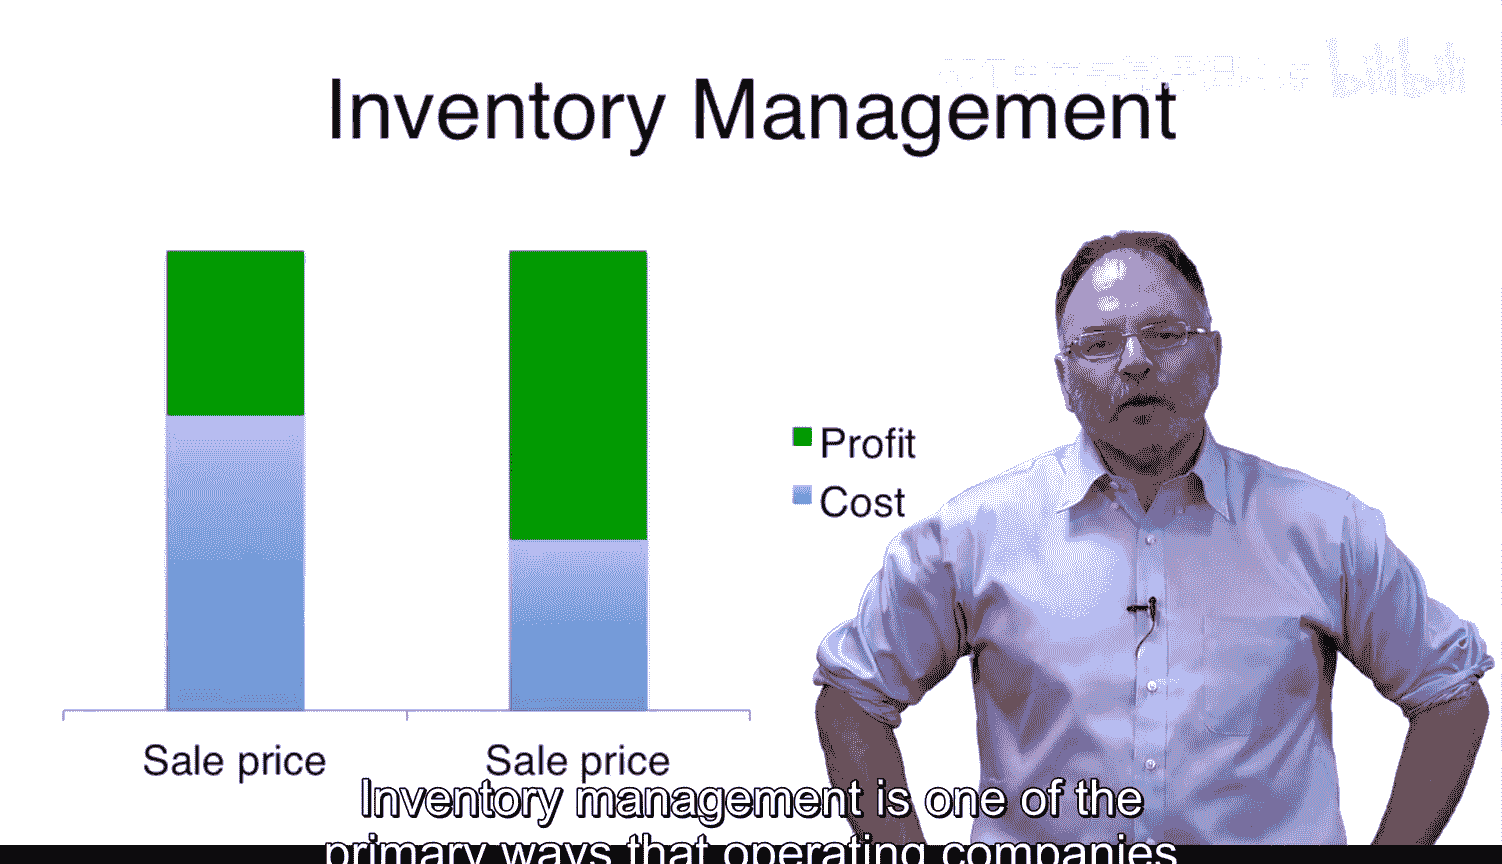 Inventory Management
Profit
Cost
Sale price
Sale price
Inventory management is one of the
primary ways that operating companies